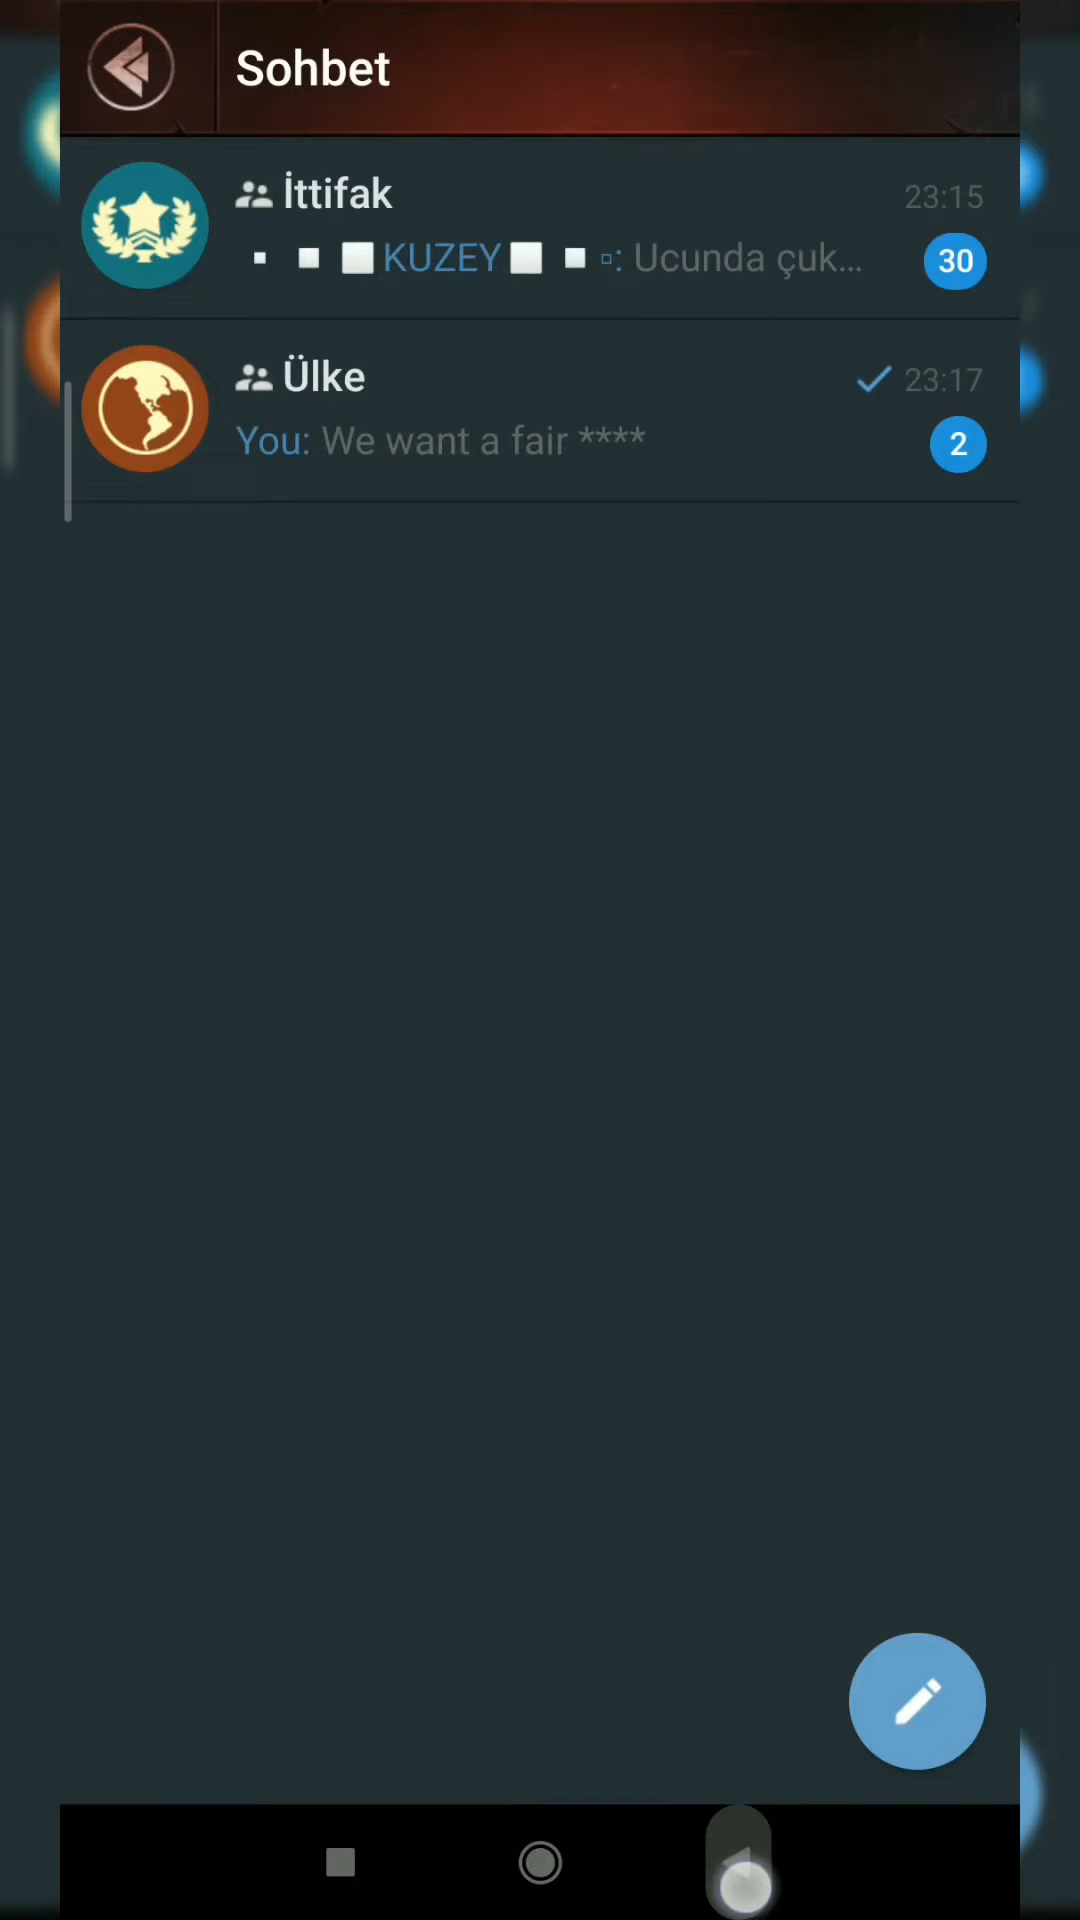 Sohbet
İttifak 23:15
▪ ◽ ⬜KUZEY⬜ ◽ ▫: Ucunda çuk... 30
Ülke 23:17
You: We want a fair **** 2